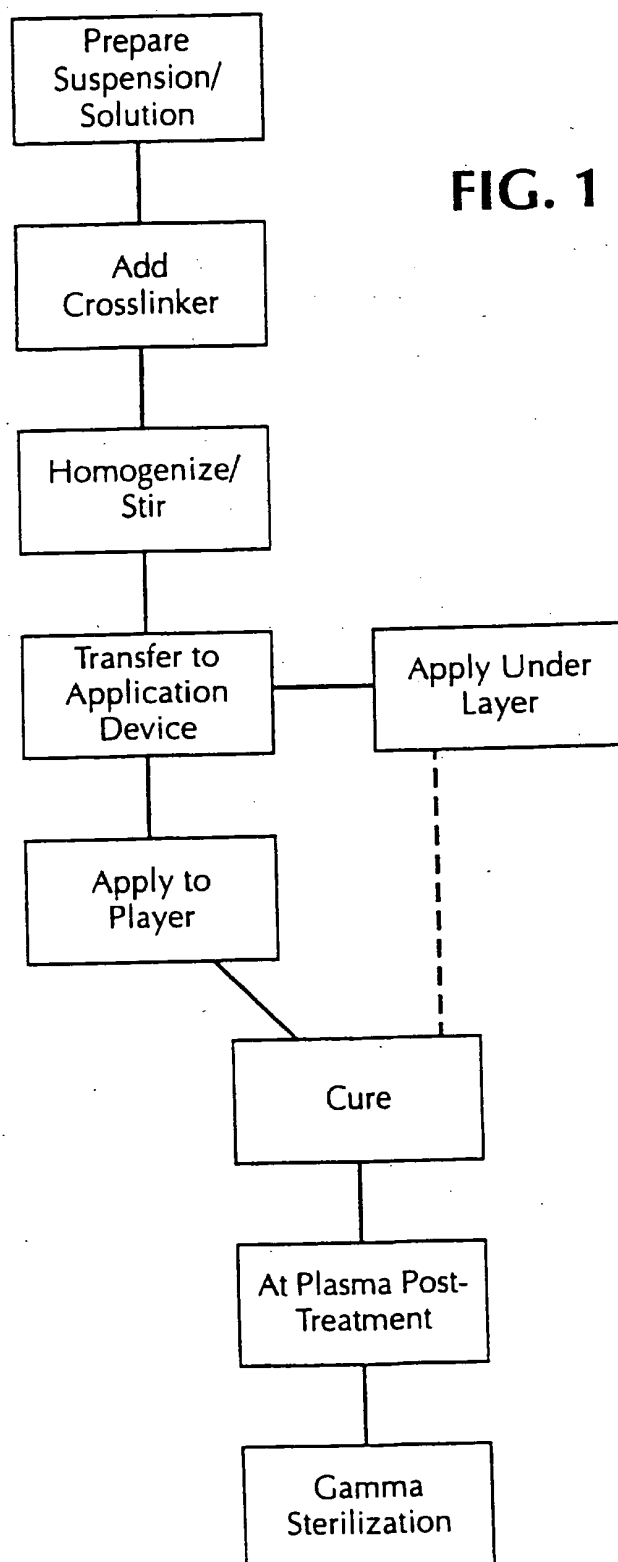 Prepare
Suspension/
Solution
FIG. 1
Add
Crosslinker
Homogenize/
Stir
Transfer to
Application
Device
Apply Under
Layer
Apply to
Player
Cure
At Plasma Post-
Treatment
Gamma
Sterilization